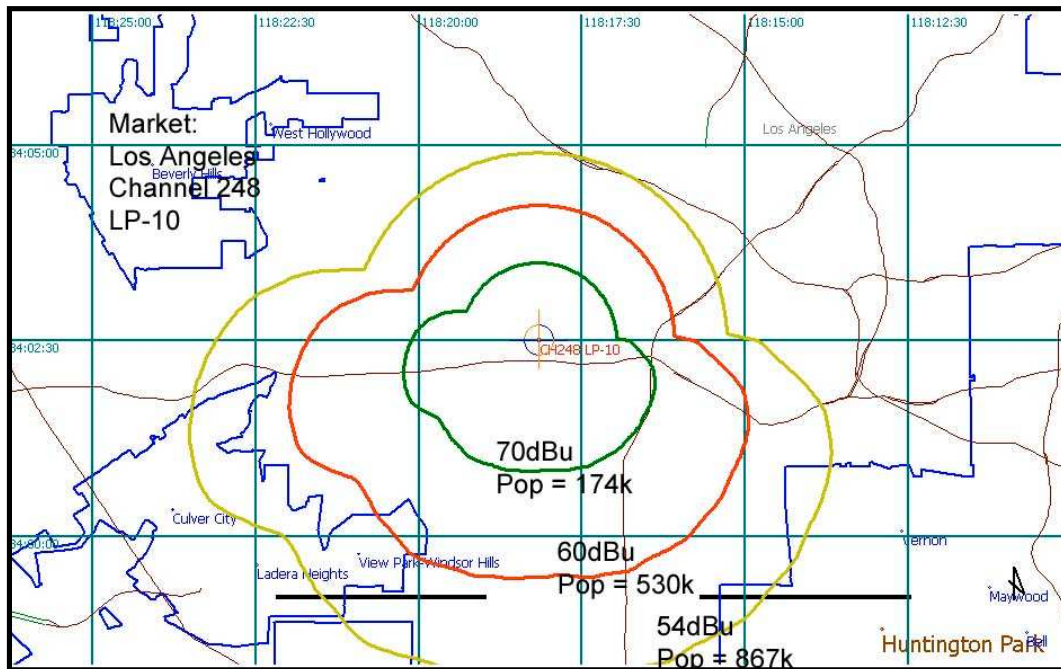 118:25:00
118:22:30
118:20:00
118:17:30
118:15:00
118:12:30
Market:
Los Angeles
Channel 248
LP-10
West Hollywood
Los Angeles
34:05:00
Beverly Hills
34:02:30
CH248 LP-10
70dBu
Pop = 174k
Culver City
34:00:00
Vernon
60dBu
Pop = 530k
View Park-Windsor Hills
Ladera Heights
Maywood
54dBu
Pop = 867k
Huntington Park
Bell